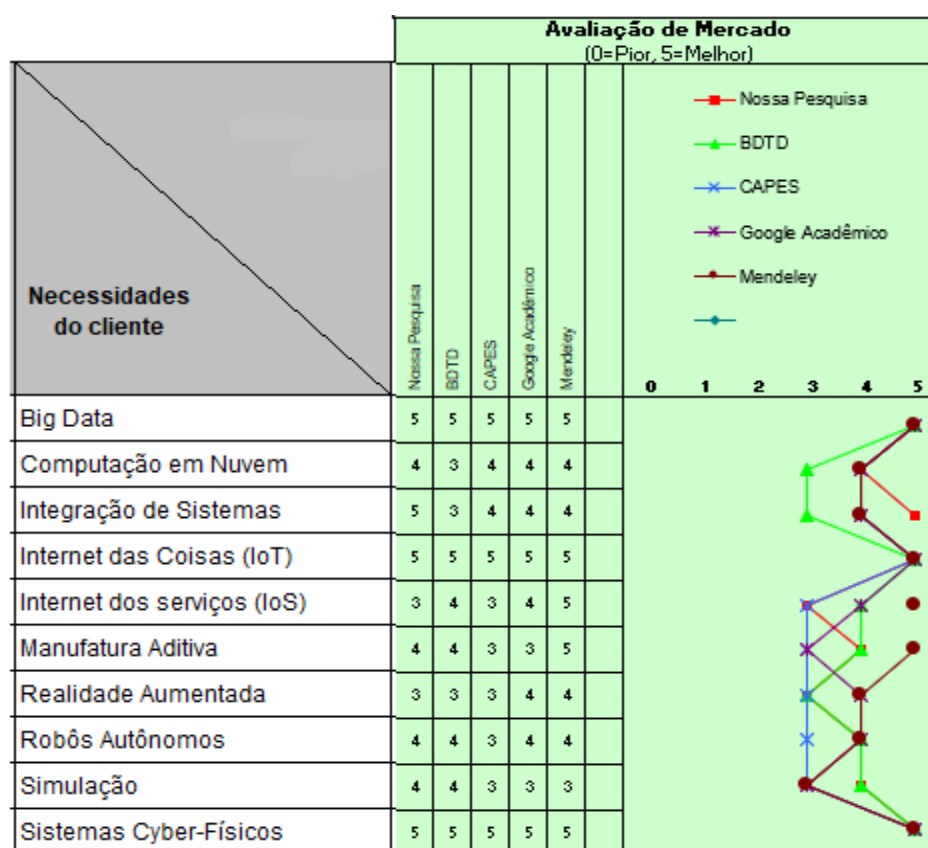 Avaliação de Mercado
(0=Pior, 5=Melhor)
Nossa Pesquisa
BDTD
CAPES
Google Acadêmico
Mendeley
Necessidades
do cliente
Nossa Pesquisa
BDTD
CAPES
Google Acadêmico
Mendeley
0 1 2 3 4 5
Big Data 5 5 5 5 5
Computação em Nuvem 4 3 4 4 4
Integração de Sistemas 5 3 4 4 4
Internet das Coisas (IoT) 5 5 5 5 5
Internet dos serviços (IoS) 3 4 3 4 5
Manufatura Aditiva 4 4 3 3 5
Realidade Aumentada 3 3 3 4 4
Robôs Autônomos 4 4 3 4 4
Simulação 4 4 3 3 3
Sistemas Cyber-Físicos 5 5 5 5 5